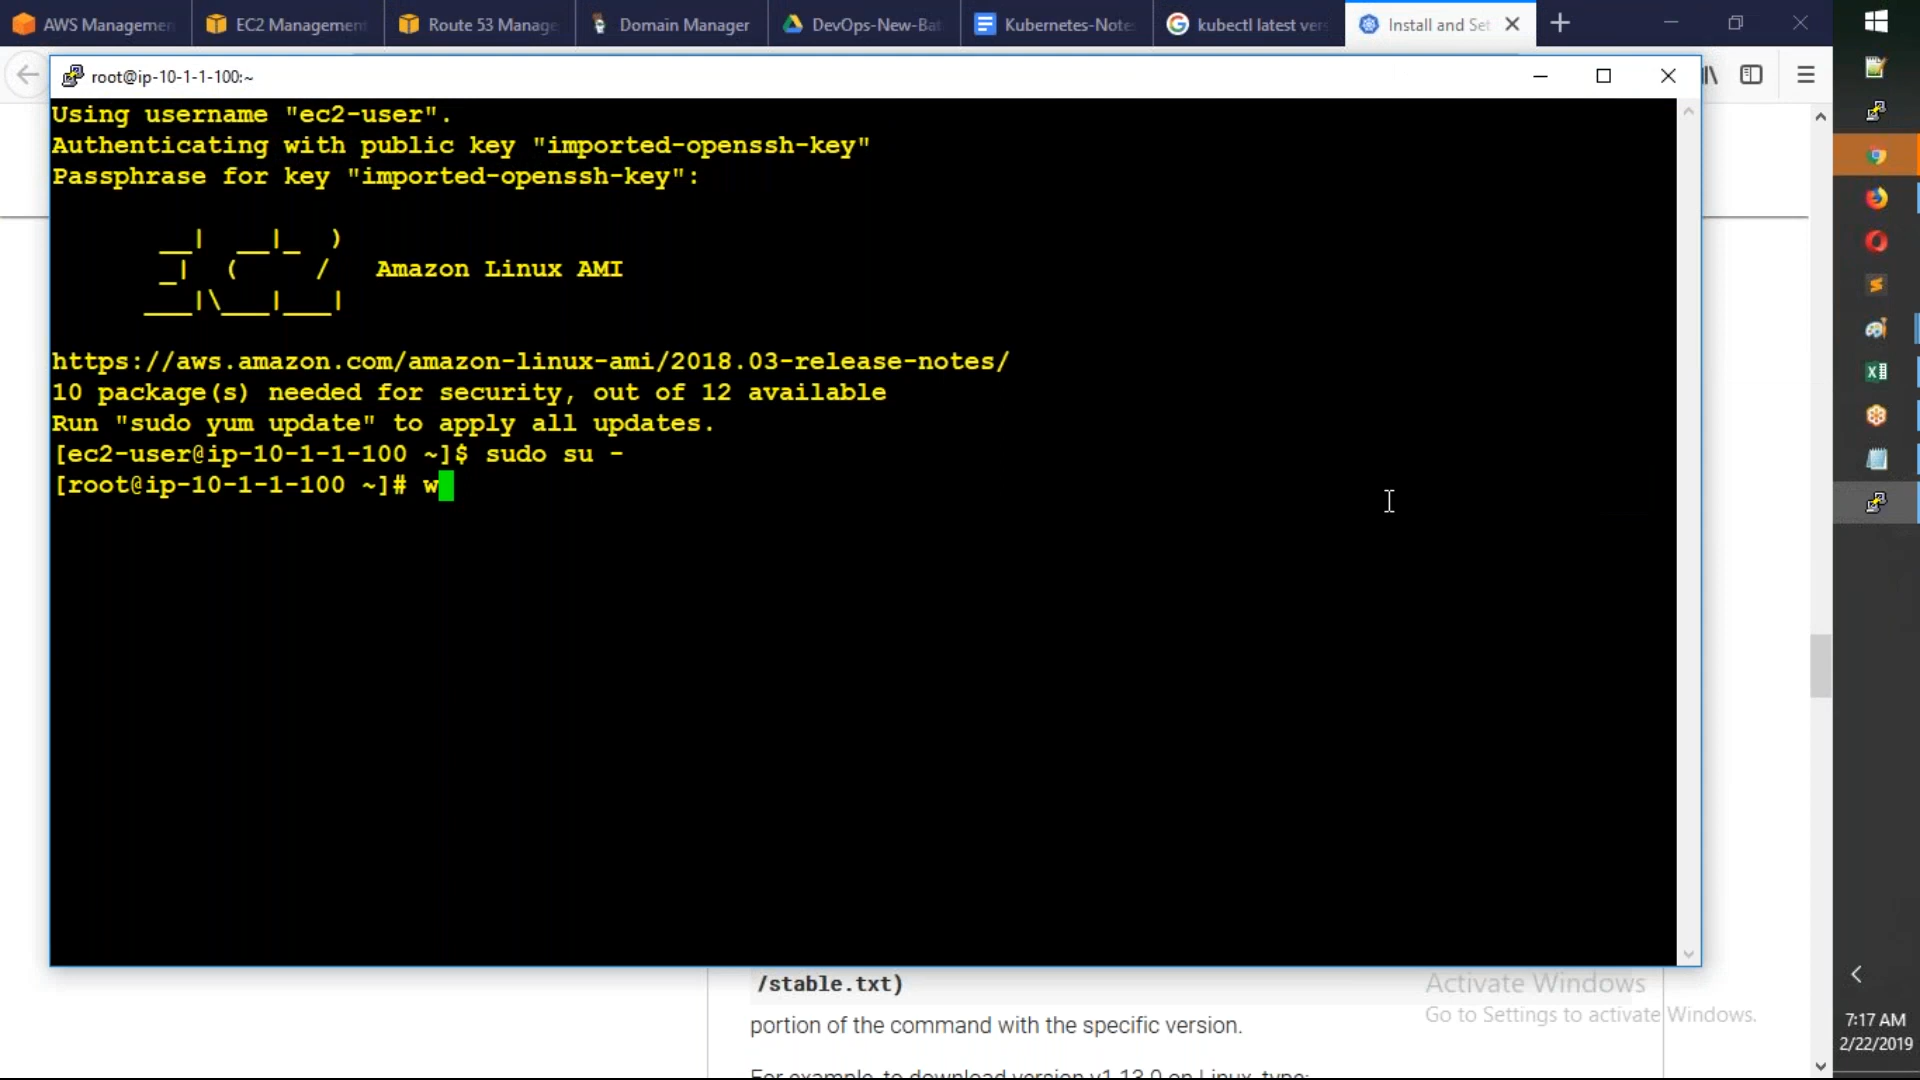 AWS Managemen
EC2 Management
Route 53 Manage
Domain Manager
DevOps-New-Bat
Kubernetes-Note
kubectl latest vers
Install and Set
root@ip-10-1-1-100:~
Using username "ec2-user".
Authenticating with public key "imported-openssh-key"
Passphrase for key "imported-openssh-key":
__|  __|_  )
_|  (     /   Amazon Linux AMI
___|\___|___|
https://aws.amazon.com/amazon-linux-ami/2018.03-release-notes/
10 package(s) needed for security, out of 12 available
Run "sudo yum update" to apply all updates.
[ec2-user@ip-10-1-1-100 ~]$ sudo su -
[root@ip-10-1-1-100 ~]# w
/stable.txt)
portion of the command with the specific version.
For example, to download version v1.13.0 on Linux, type:
Activate Windows
Go to Settings to activate Windows.
7:17 AM
2/22/2019